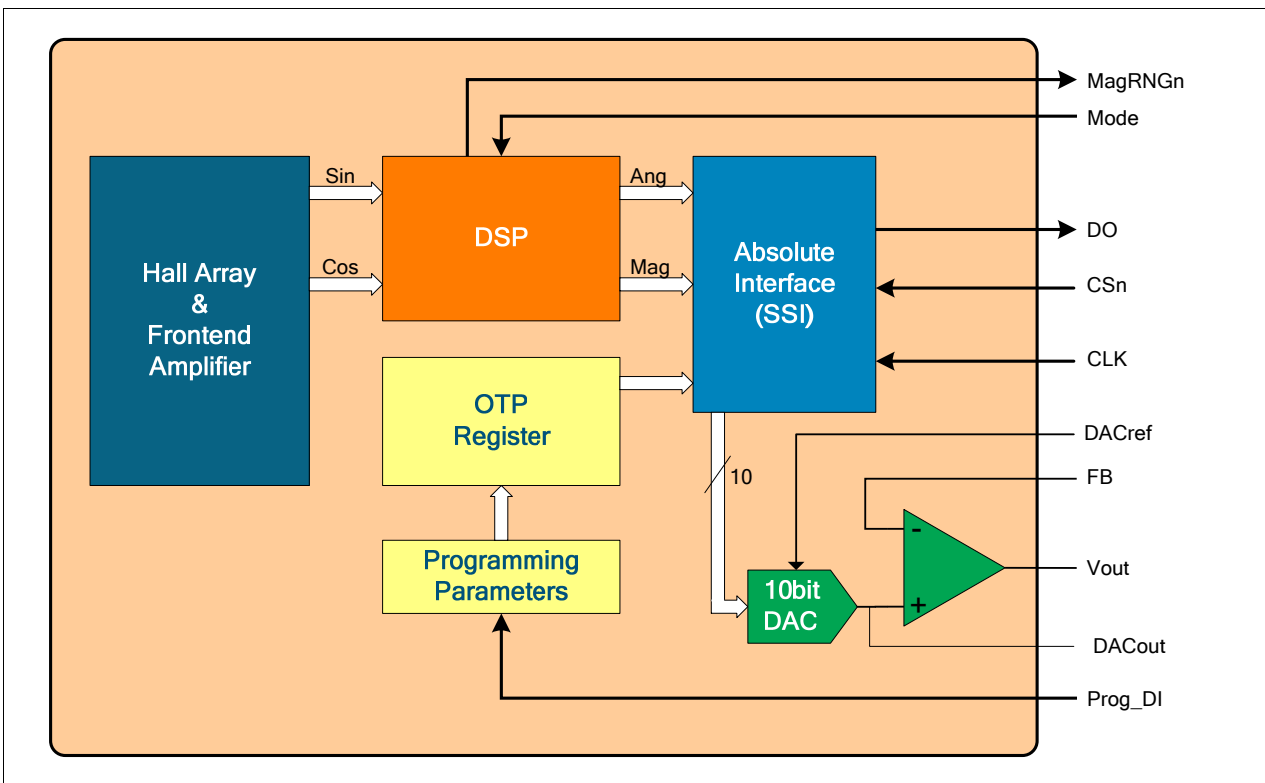 MagRNGn
Mode
Sin
Ang
DSP
DO
Cos
Mag
Hall Array
&
Frontend
Amplifier
Absolute
Interface
(SSI)
CSn
CLK
OTP
Register
DACref
10
FB
-
Programming
Parameters
10bit
DAC
+
Vout
DACout
Prog_DI